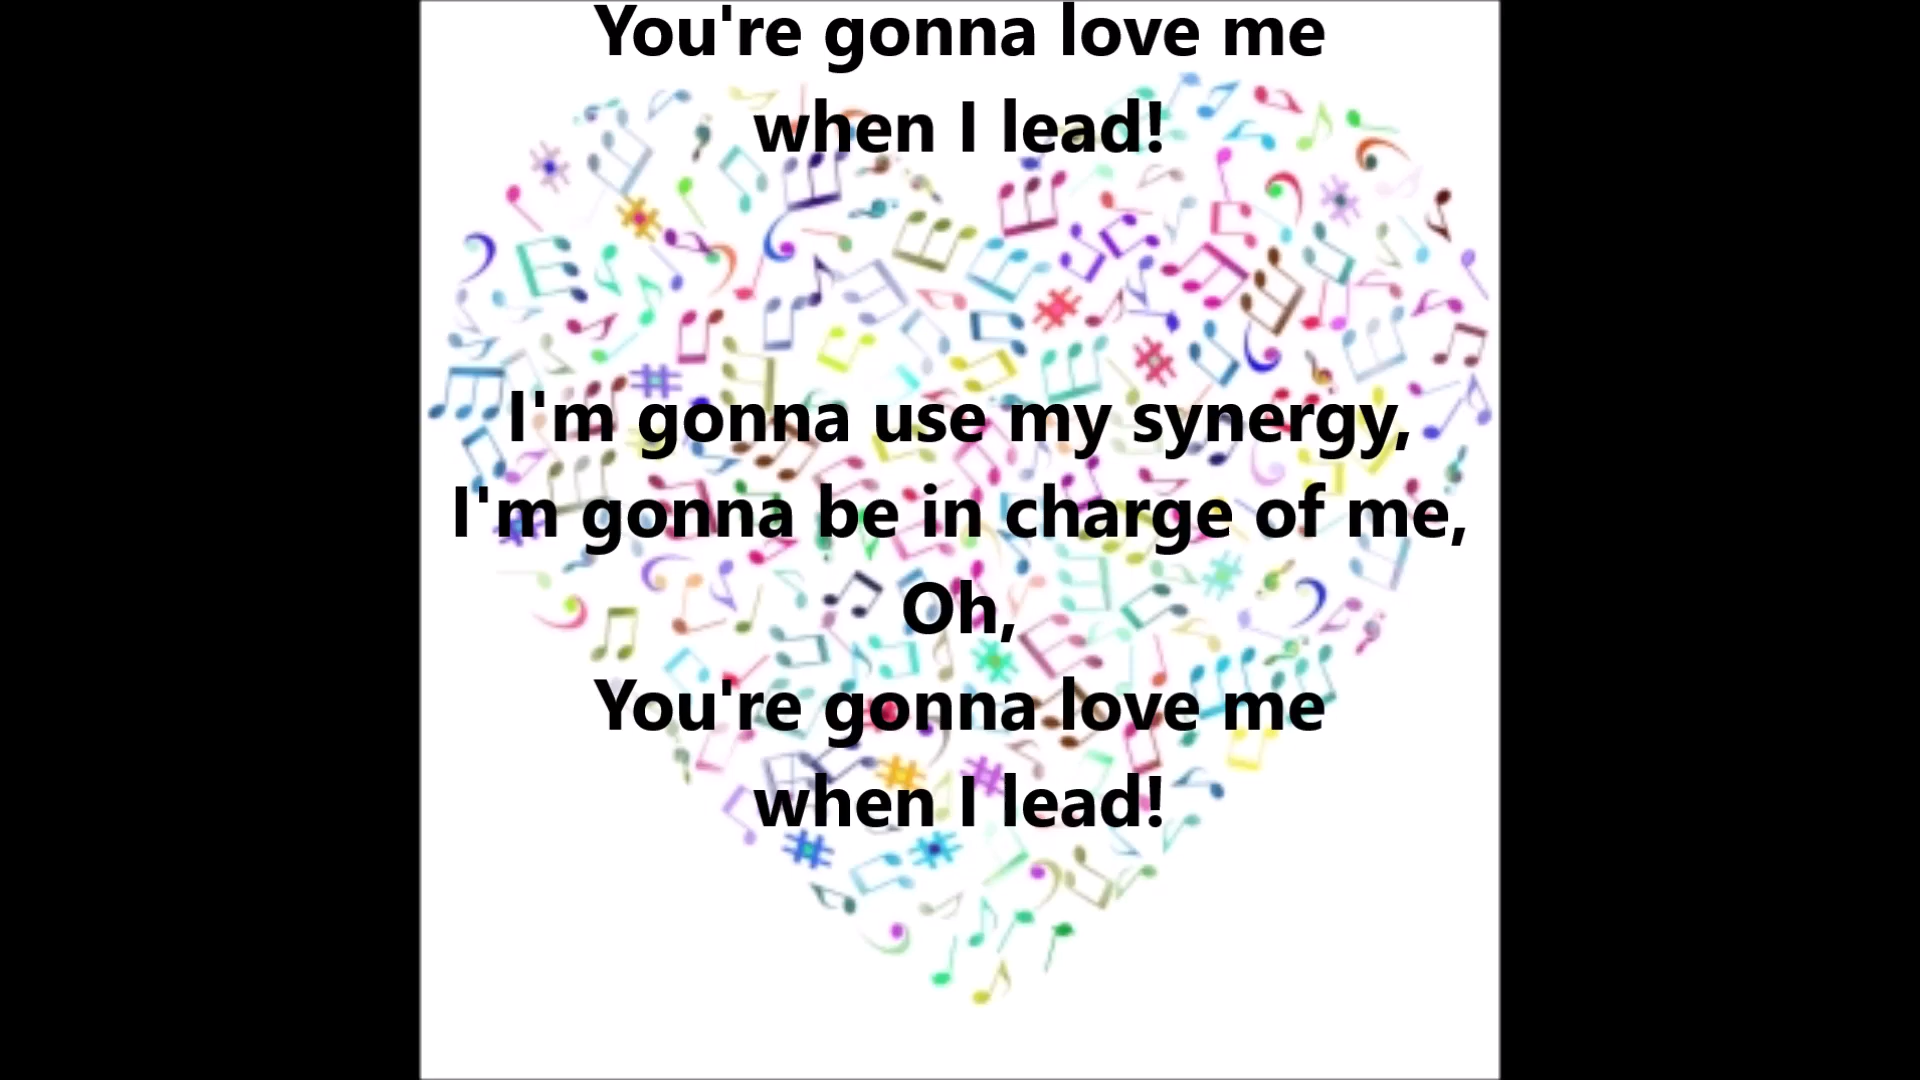 You're gonna love me
when I lead!
I'm gonna use my synergy,
I'm gonna be in charge of me,
Oh,
You're gonna love me
when I lead!